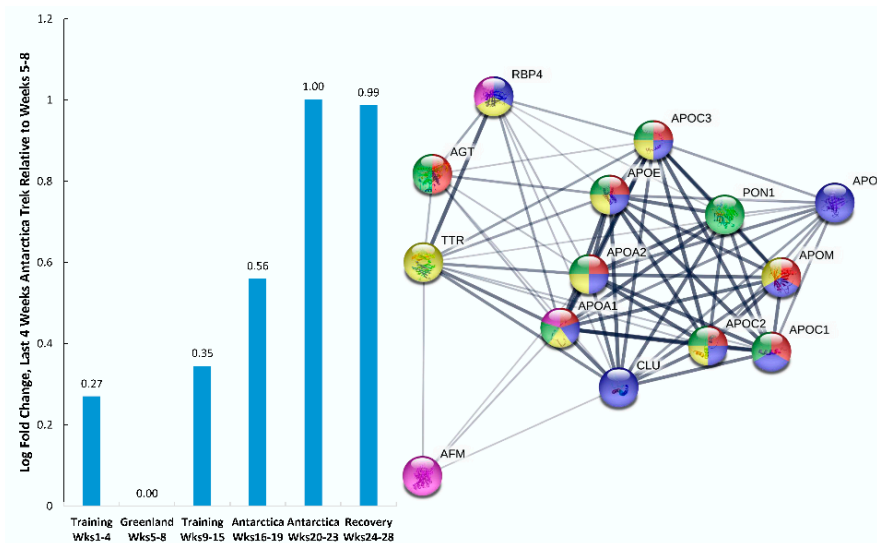 Log Fold Change, Last 4 Weeks Antarctica Trek Relative to Weeks 5-8
1.2
1
0.8
0.6
0.4
0.2
0
0.27
0.00
0.35
0.56
1.00
0.99
Training Wks1-4
Greenland Wks5-8
Training Wks9-15
Antarctica Wks16-19
Antarctica Wks20-23
Recovery Wks24-28
RBP4
APOC3
AGT
APOE
PON1
APO
TTR
APOA2
APOM
APOA1
APOC2
APOC1
CLU
AFM